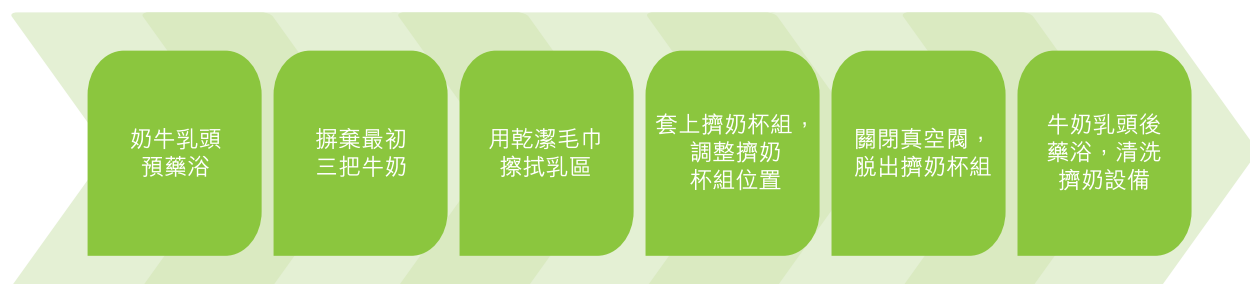 奶牛乳頭
預藥浴
摒棄最初
三把牛奶
用乾潔毛巾
擦拭乳區
套上擠奶杯組，
調整擠奶
杯組位置
關閉真空閥，
脫出擠奶杯組
牛奶乳頭後
藥浴，清洗
擠奶設備